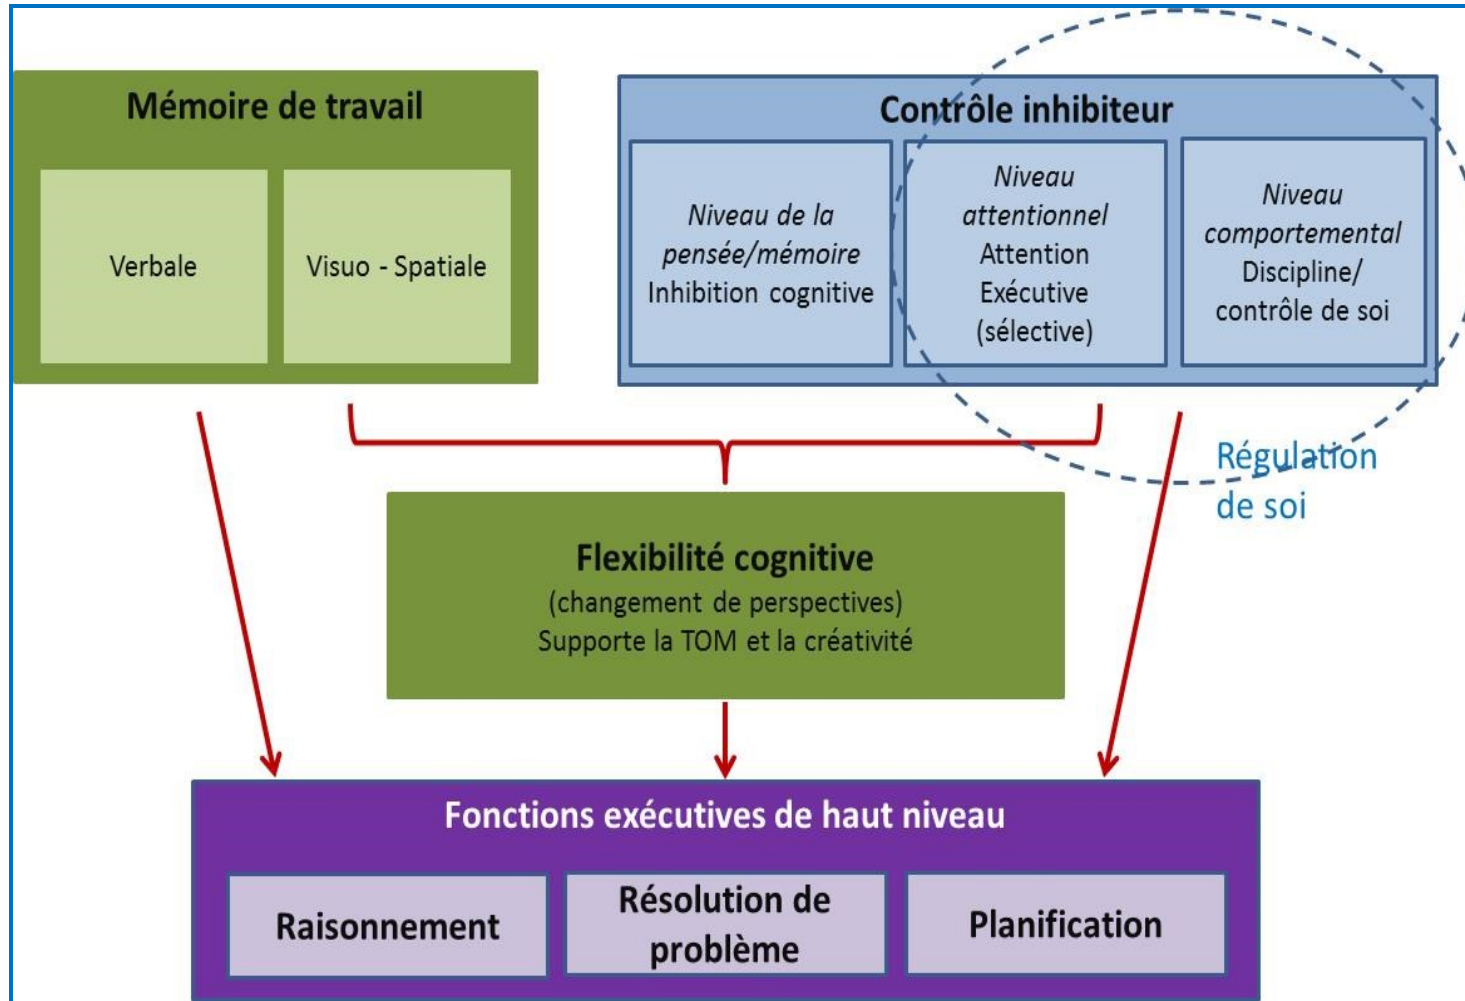 Mémoire de travail
Verbale
Visuo - Spatiale
Contrôle inhibiteur
Niveau de la
pensée/mémoire
Inhibition cognitive
Niveau
attentionnel
Attention
Exécutive
(sélective)
Niveau
comportemental
Discipline/
contrôle de soi
Régulation
de soi
Flexibilité cognitive
(changement de perspectives)
Supporte la TOM et la créativité
Fonctions exécutives de haut niveau
Raisonnement
Résolution de
problème
Planification